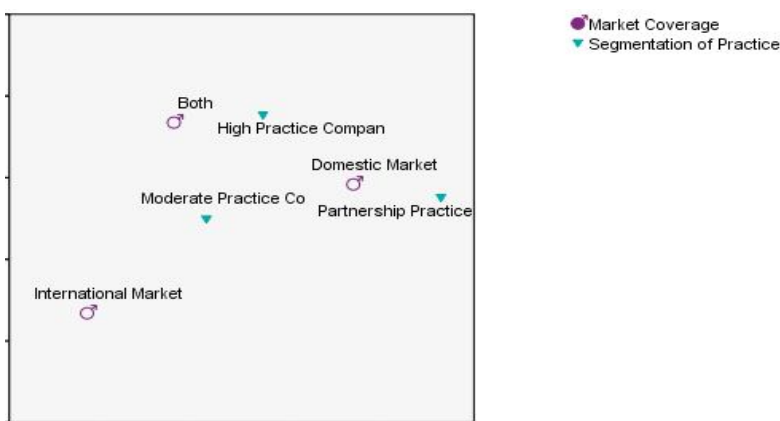 Market Coverage
Segmentation of Practice
Both
High Practice Compan
Domestic Market
Moderate Practice Co
Partnership Practice
International Market